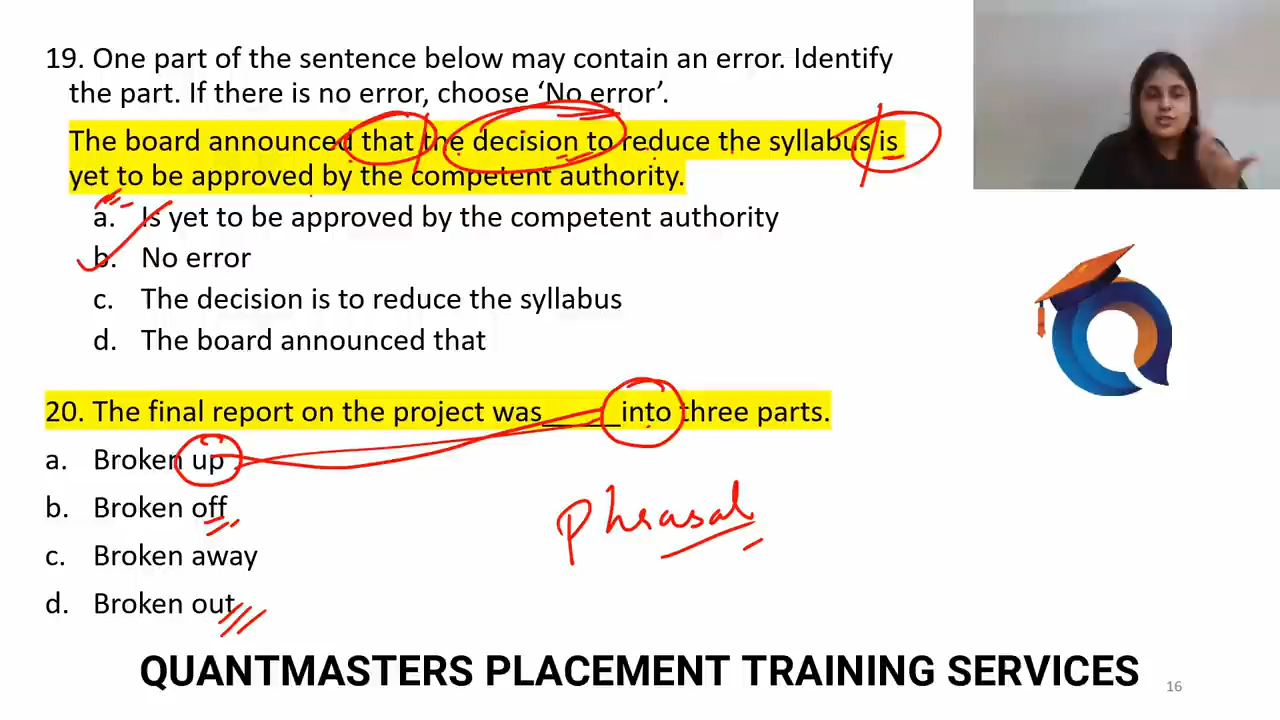 19. One part of the sentence below may contain an error. Identify
the part. If there is no error, choose ‘No error’.
The board announced that the decision to reduce the syllabus is
yet to be approved by the competent authority.
a. Is yet to be approved by the competent authority
b. No error
c. The decision is to reduce the syllabus
d. The board announced that
20. The final report on the project was_____into three parts.
a. Broken up
b. Broken off
c. Broken away
d. Broken out
Phrasal
QUANTMASTERS PLACEMENT TRAINING SERVICES
16